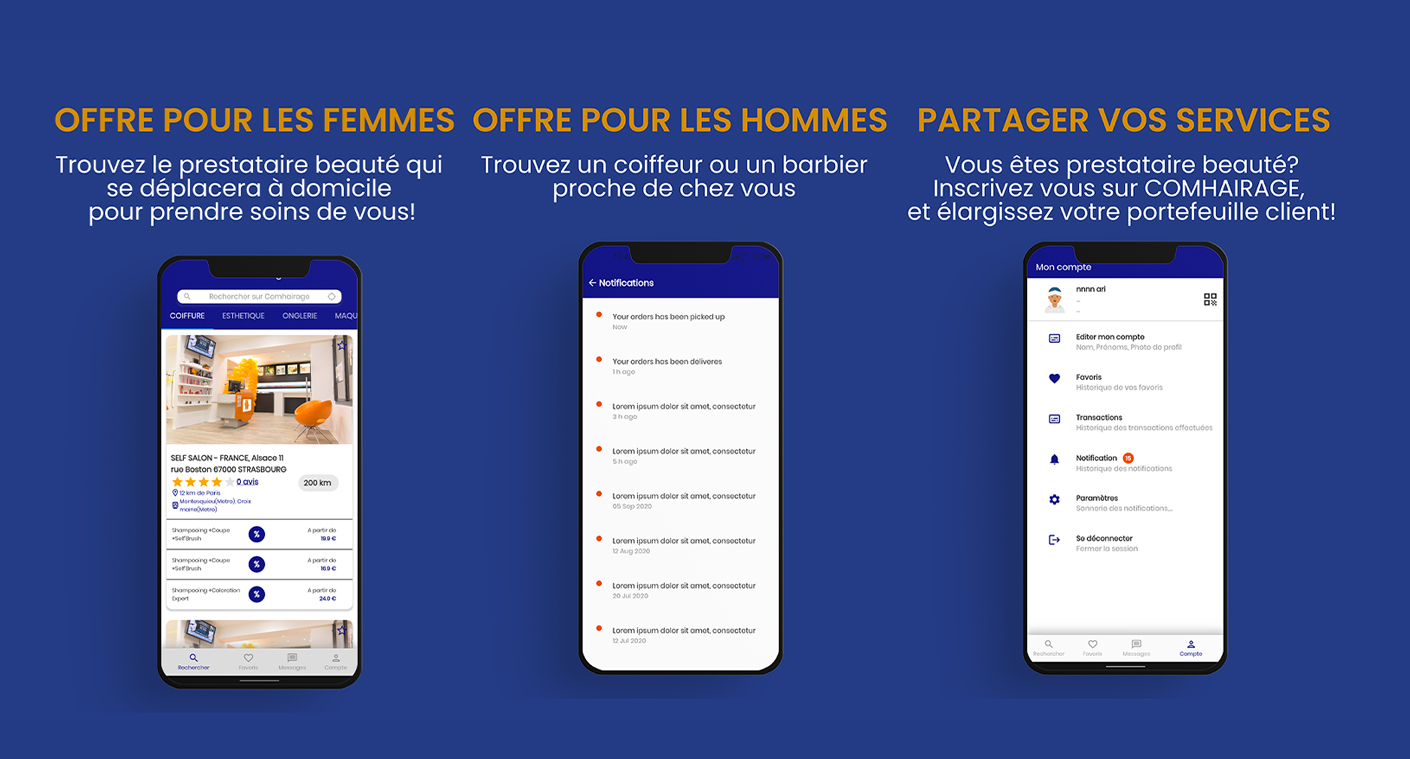 OFFRE POUR LES FEMMES
Trouvez le prestataire beauté qui
se déplacera à domicile
pour prendre soins de vous!
Rechercher sur Comhairage
COIFFURE ESTHETIQUE ONGLERIE MAQU
SELF SALON - FRANCE, Alsace 11
rue Boston 67000 STRASBOURG
0 avis
200 km
12 km de Paris
Montesquieu(Metro), Croix
mairie(Metro)
Shampooing +Coupe
+Self Brush
%
A partir de
19.9 €
Shampooing +Coupe
+Self Brush
%
A partir de
16.9 €
Shampooing +Coloration
Expert
%
A partir de
24.0 €
Rechercher Favoris Messages Compte
OFFRE POUR LES HOMMES
Trouvez un coiffeur ou un barbier
proche de chez vous
Notifications
Your orders has been picked up
Now
Your orders has been deliveres
1 h ago
Lorem ipsum dolor sit amet, consectetur
3 h ago
Lorem ipsum dolor sit amet, consectetur
5 h ago
Lorem ipsum dolor sit amet, consectetur
05 Sep 2020
Lorem ipsum dolor sit amet, consectetur
12 Aug 2020
Lorem ipsum dolor sit amet, consectetur
20 Jul 2020
Lorem ipsum dolor sit amet, consectetur
12 Jul 2020
PARTAGER VOS SERVICES
Vous êtes prestataire beauté?
Inscrivez vous sur COMHAIRAGE,
et élargissez votre portefeuille client!
Mon compte
nnnn ari
..
..
Editer mon compte
Nom, Prénoms, Photo de profil
Favoris
Historique de vos favoris
Transactions
Historique des transactions effectuées
Notification 15
Historique des notifications
Paramètres
Sonnerie des notifications,..
Se déconnecter
Fermer la session
Rechercher Favoris Messages Compte